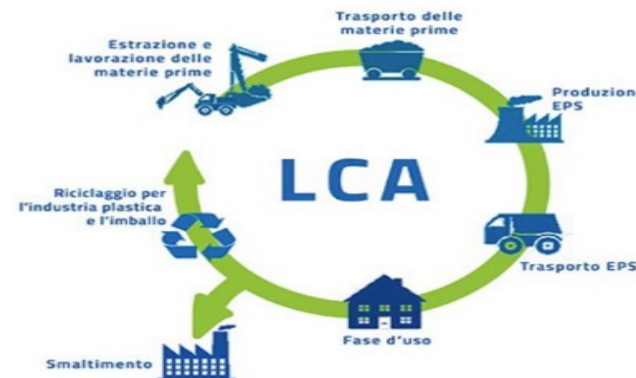 Trasporto delle
materie prime
Estrazione e
lavorazione delle
materie prime
Produzion
EPS
LCA
Riciclaggio per
l'industria plastica
e l'imballo
Trasporto EPS
Fase d'uso
Smaltimento